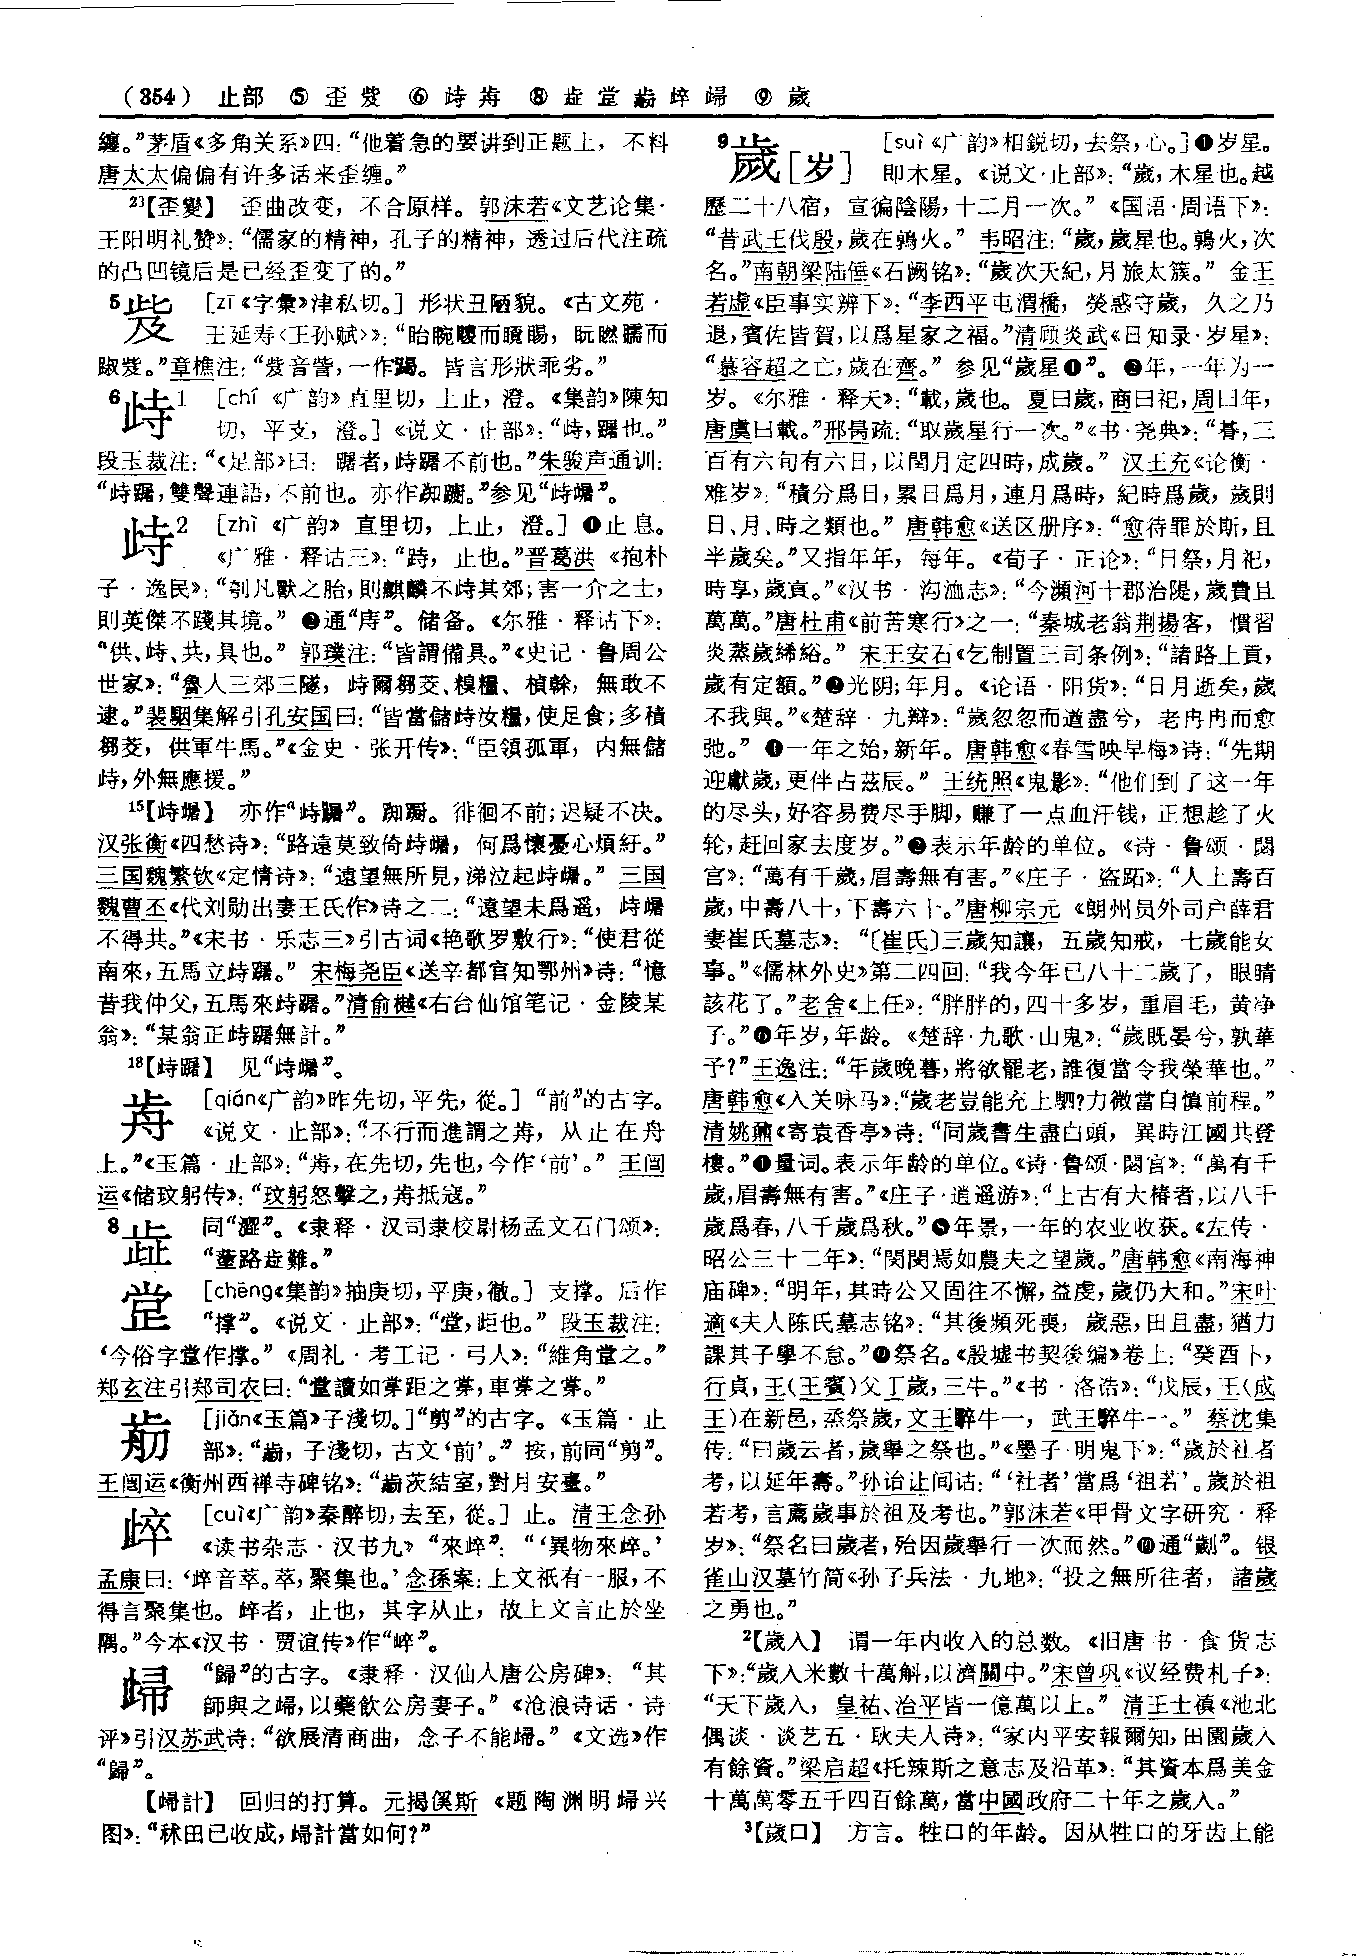 （354） 止部 ⑤ 歪 㱔 ⑥ 歭 歬 ⑧ 歮 堂 𣦃 踤 㱕 ⑨ 歲
纏。”茅盾《多角关系》四：“他着急的要讲到正题上，不料
唐太太偏偏有许多话来歪缠。”
23【歪變】 歪曲改变，不合原样。郭沫若《文艺论集·
王阳明礼赞》：“儒家的精神，孔子的精神，透过后代注疏
的凸凹镜后是已经歪变了的。”
5 㱔 [zī《字彙》津私切。] 形状丑陋貌。《古文苑·
王延寿〈王孙赋〉》：
章樵注：“㱔音訾，皆言形狀乖劣。”
6 歭1 [chí《广韵》直里切，上止，澄。《集韵》陳知
切，平支，澄。]《说文·止部》：“歭，躇也。”
段玉裁注：“《足部》曰：躇者，歭躇不前也。”朱骏声通训：
“歭躇，雙聲連語，不前也。亦作踟躕。”参见“歭𨅓”。
歭2 [zhì《广韵》直里切，上止，澄。] ❶止息。
《广雅·释诂三》：“跱，止也。”晋葛洪《抱朴
子·逸民》：“刳凡獸之胎，則麒麟不歭其郊；害一介之士，
則英傑不踐其境。” ❷通“庤”。储备。《尔雅·释诂下》：
“供、歭、共，具也。” 郭璞注：“皆謂備具。”《史记·鲁周公
世家》：“魯人三郊三隧，歭爾芻茭、糗糧、楨榦，無敢不
逮。”裴駰集解引孔安国曰：“皆當儲歭汝糧，使足食；多積
芻茭，供軍牛馬。”《金史·张开传》：“臣領孤軍，内無儲
歭，外無應援。”
15【歭𨅓】 亦作“歭躇”。踟蹰。徘徊不前；迟疑不决。
汉张衡《四愁诗》：“路遠莫致倚歭𨅓，何爲懷憂心煩紆。”
三国魏繁钦《定情诗》：“遠望無所見，涕泣起歭𨅓。” 三国
魏曹丕《代刘勋出妻王氏作》诗之二：“遠望未爲遥，歭𨅓
不得共。”《宋书·乐志三》引古词《艳歌罗敷行》：“使君從
南來，五馬立歭躇。” 宋梅尧臣《送辛都官知鄂州》诗：“憶
昔我仲父，五馬來歭躇。”清俞樾《右台仙馆笔记·金陵某
翁》：“某翁正歭躇無計。”
18【歭躇】 见“歭𨅓”。
歬 [qián《广韵》昨先切，平先，從。] “前”的古字。
《说文·止部》：“不行而進謂之歬，从止在舟
上。”《玉篇·止部》：“歬，在先切，先也，今作‘前’。” 王闿
运《储玫躬传》：“玫躬怒擊之，歬抵寇。”
8 歮 同“澀”。《隶释·汉司隶校尉杨孟文石门颂》：
“路歮難。”
堂 [chēng《集韵》抽庚切，平庚，徹。] 支撑。后作
“撑”。《说文·止部》：“堂，歫也。” 段玉裁注：
‘今俗字堂作撑。”《周礼·考工记·弓人》：“維角堂之。”
郑玄注引郑司农曰：“堂讀如牚距之牚，車牚之牚。”
𣦃 [jiǎn《玉篇》子淺切。]“剪”的古字。《玉篇·止
部》：“𣦃，子淺切，古文‘前’。” 按，前同“剪”。
王闿运《衡州西禅寺碑铭》：“𣦃茨結室，對月安臺。”
踤 [cuì《广韵》秦醉切，去至，從。] 止。清王念孙
《读书杂志·汉书九》“來踤”：“‘異物來踤。’
孟康曰：‘踤音萃。萃，聚集也。’念孫案：上文祇有一服，不
得言聚集也。踤者，止也，其字从止，故上文言止於坐
隅。”今本《汉书·贾谊传》作“崪”。
㱕 “歸”的古字。《隶释·汉仙人唐公房碑》：“其
師與之㱕，以藥飲公房妻子。”《沧浪诗话·诗
评》引汉苏武诗：“欲展清商曲，念子不能㱕。”《文选》作
“歸”。
【㱕計】 回归的打算。元揭傒斯《题陶渊明㱕兴
图》：“秫田已收成，㱕計當如何？”
9 歲[岁] [suì《广韵》相鋭切，去祭，心。]❶岁星。
即木星。《说文·止部》：“歲，木星也。越
歷二十八宿，宣徧陰陽，十二月一次。”《国语·周语下》：
“昔武王伐殷，歲在鶉火。” 韦昭注：“歲，歲星也。鶉火，次
名。”南朝梁陆倕《石阙铭》：“歲次天紀，月旅太簇。” 金王
若虚《臣事实辨下》：“李西平屯渭橋，熒惑守歲，久之乃
退，賓佐皆賀，以爲星家之福。”清顾炎武《日知录·岁星》：
“慕容超之亡，歲在齊。” 参见“歲星❶”。 ❷年，一年为一
岁。《尔雅·释天》：“載，歲也。夏曰歲，商曰祀，周曰年，
唐虞曰載。”邢昺疏：“取歲星行一次。”《书·尧典》：“朞，三
百有六旬有六日，以閏月定四時，成歲。” 汉王充《论衡·
难岁》：“積分爲日，累日爲月，連月爲時，紀時爲歲，歲則
日、月、時之類也。” 唐韩愈《送区册序》：“愈待罪於斯，且
半歲矣。”又指年年，每年。《荀子·正论》：“日祭，月祀，
時享，歲貢。”《汉书·沟洫志》：“今瀕河十郡治隄，歲費且
萬萬。”唐杜甫《前苦寒行》之一：“秦城老翁荆揚客，慣習
炎蒸歲絺綌。” 宋王安石《乞制置三司条例》：“諸路上貢，
歲有定額。”❸光阴；年月。《论语·阳货》：“日月逝矣，歲
不我與。”《楚辞·九辩》：“歲忽忽而遒盡兮，老冉冉而愈
弛。” ❹一年之始，新年。唐韩愈《春雪映早梅》诗：“先期
迎獻歲，更伴占兹辰。” 王统照《鬼影》：“他们到了这一年
的尽头，好容易费尽手脚，赚了一点血汗钱，正想趁了火
轮，赶回家去度岁。”❺表示年龄的单位。《诗·鲁颂·閟
宫》：“萬有千歲，眉壽無有害。”《庄子·盗跖》：“人上壽百
歲，中壽八十，下壽六十。”唐柳宗元《朗州员外司户薛君
妻崔氏墓志》：“〔崔氏〕三歲知讓，五歲知戒，七歲能女
事。”《儒林外史》第二四回：“我今年已八十二歲了，眼睛
該花了。”老舍《上任》：“胖胖的，四十多岁，重眉毛，黄净
子。”❻年岁，年龄。《楚辞·九歌·山鬼》：“歲既晏兮，孰華
予？”王逸注：“年歲晚暮，將欲罷老，誰復當令我榮華也。”
唐韩愈《入关咏马》：“歲老豈能充上駟？力微當自慎前程。”
清姚鼐《寄袁香亭》诗：“同歲書生盡白頭，異時江國共登
樓。”❼量词。表示年龄的单位。《诗·鲁颂·閟宫》：“萬有千
歲，眉壽無有害。”《庄子·逍遥游》：“上古有大椿者，以八千
歲爲春，八千歲爲秋。”❽年景，一年的农业收获。《左传·
昭公三十二年》：“閔閔焉如農夫之望歲。”唐韩愈《南海神
庙碑》：“明年，其時公又固往不懈，益虔，歲仍大和。”宋叶
適《夫人陈氏墓志铭》：“其後頻死喪，歲惡，田且盡，猶力
課其子學不怠。”❾祭名。《殷墟书契後编》卷上：“癸酉卜，
行貞，王（王賓）父丁歲，三牛。”《书·洛诰》：“戊辰，王（成
王）在新邑，烝祭歲，文王騂牛一，武王騂牛一。” 蔡沈集
传：“曰歲云者，歲舉之祭也。”《墨子·明鬼下》：“歲於社者
考，以延年壽。”孙诒让间诂：“‘社者’當爲‘祖若’。歲於祖
若考，言薦歲事於祖及考也。”郭沫若《甲骨文字研究·释
岁》：“祭名曰歲者，殆因歲舉行一次而然。”❿通“劌”。银
雀山汉墓竹简《孙子兵法·九地》：“投之無所往者，諸歲
之勇也。”
2【歲入】 谓一年内收入的总数。《旧唐书·食货志
下》：“歲入米數十萬斛，以濟關中。”宋曾巩《议经费札子》：
“天下歲入，皇祐、治平皆一億萬以上。” 清王士禛《池北
偶谈·谈艺五·耿夫人诗》：“家内平安報爾知，田園歲入
有餘資。”梁启超《托辣斯之意志及沿革》：“其資本爲美金
十萬萬零五千四百餘萬，當中國政府二十年之歲入。”
3【歲口】 方言。牲口的年龄。因从牲口的牙齿上能